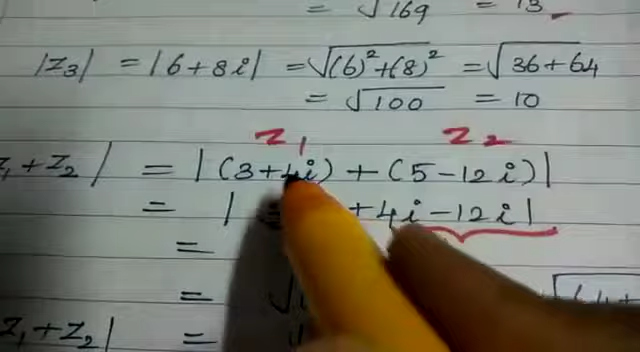 = √169 = 13
|z3| = |6+8i| = √(6)²+(8)² = √36+64
= √100 = 10
z1 z2
z1 + z2| = |(3+4i) + (5-12i)|
= | +4i-12i|
=
= √
z1 + z2| =